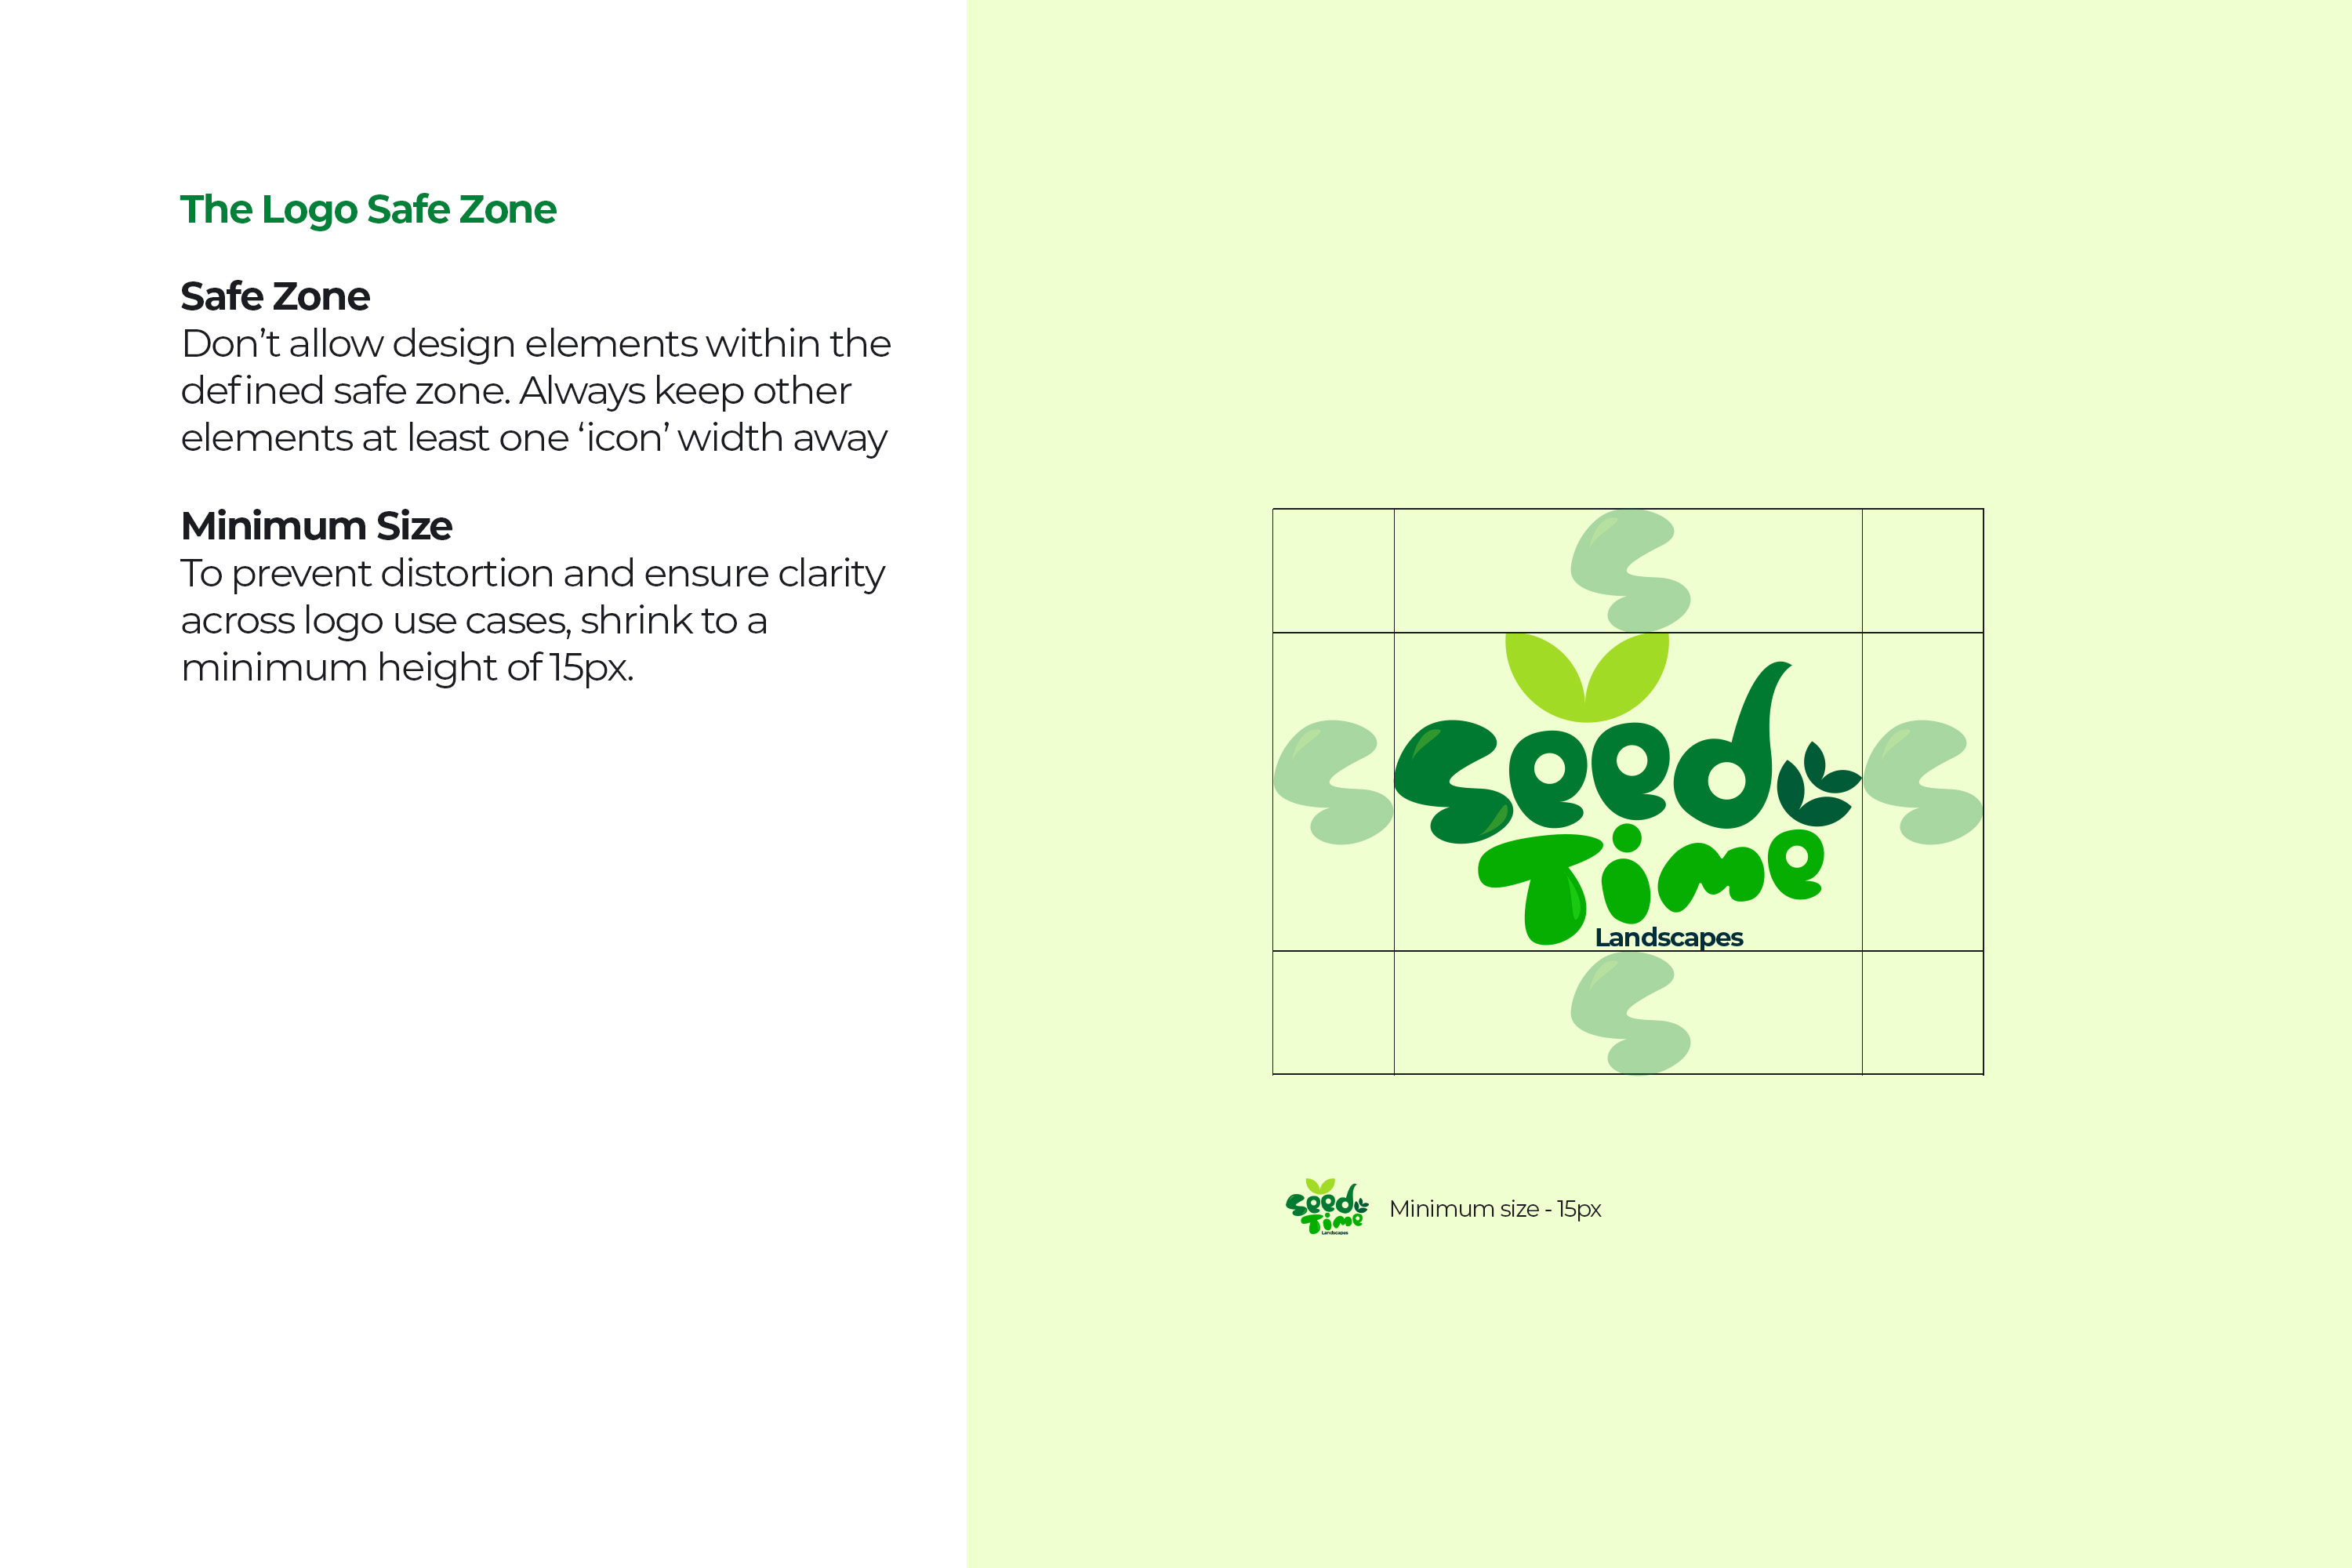 The Logo Safe Zone
Safe Zone
Don’t allow design elements within the
defined safe zone. Always keep other
elements at least one ‘icon’ width away
Minimum Size
To prevent distortion and ensure clarity
across logo use cases, shrink to a
minimum height of 15px.
Seed
Time
Landscapes
Seed
Time
Landscapes
Minimum size - 15px